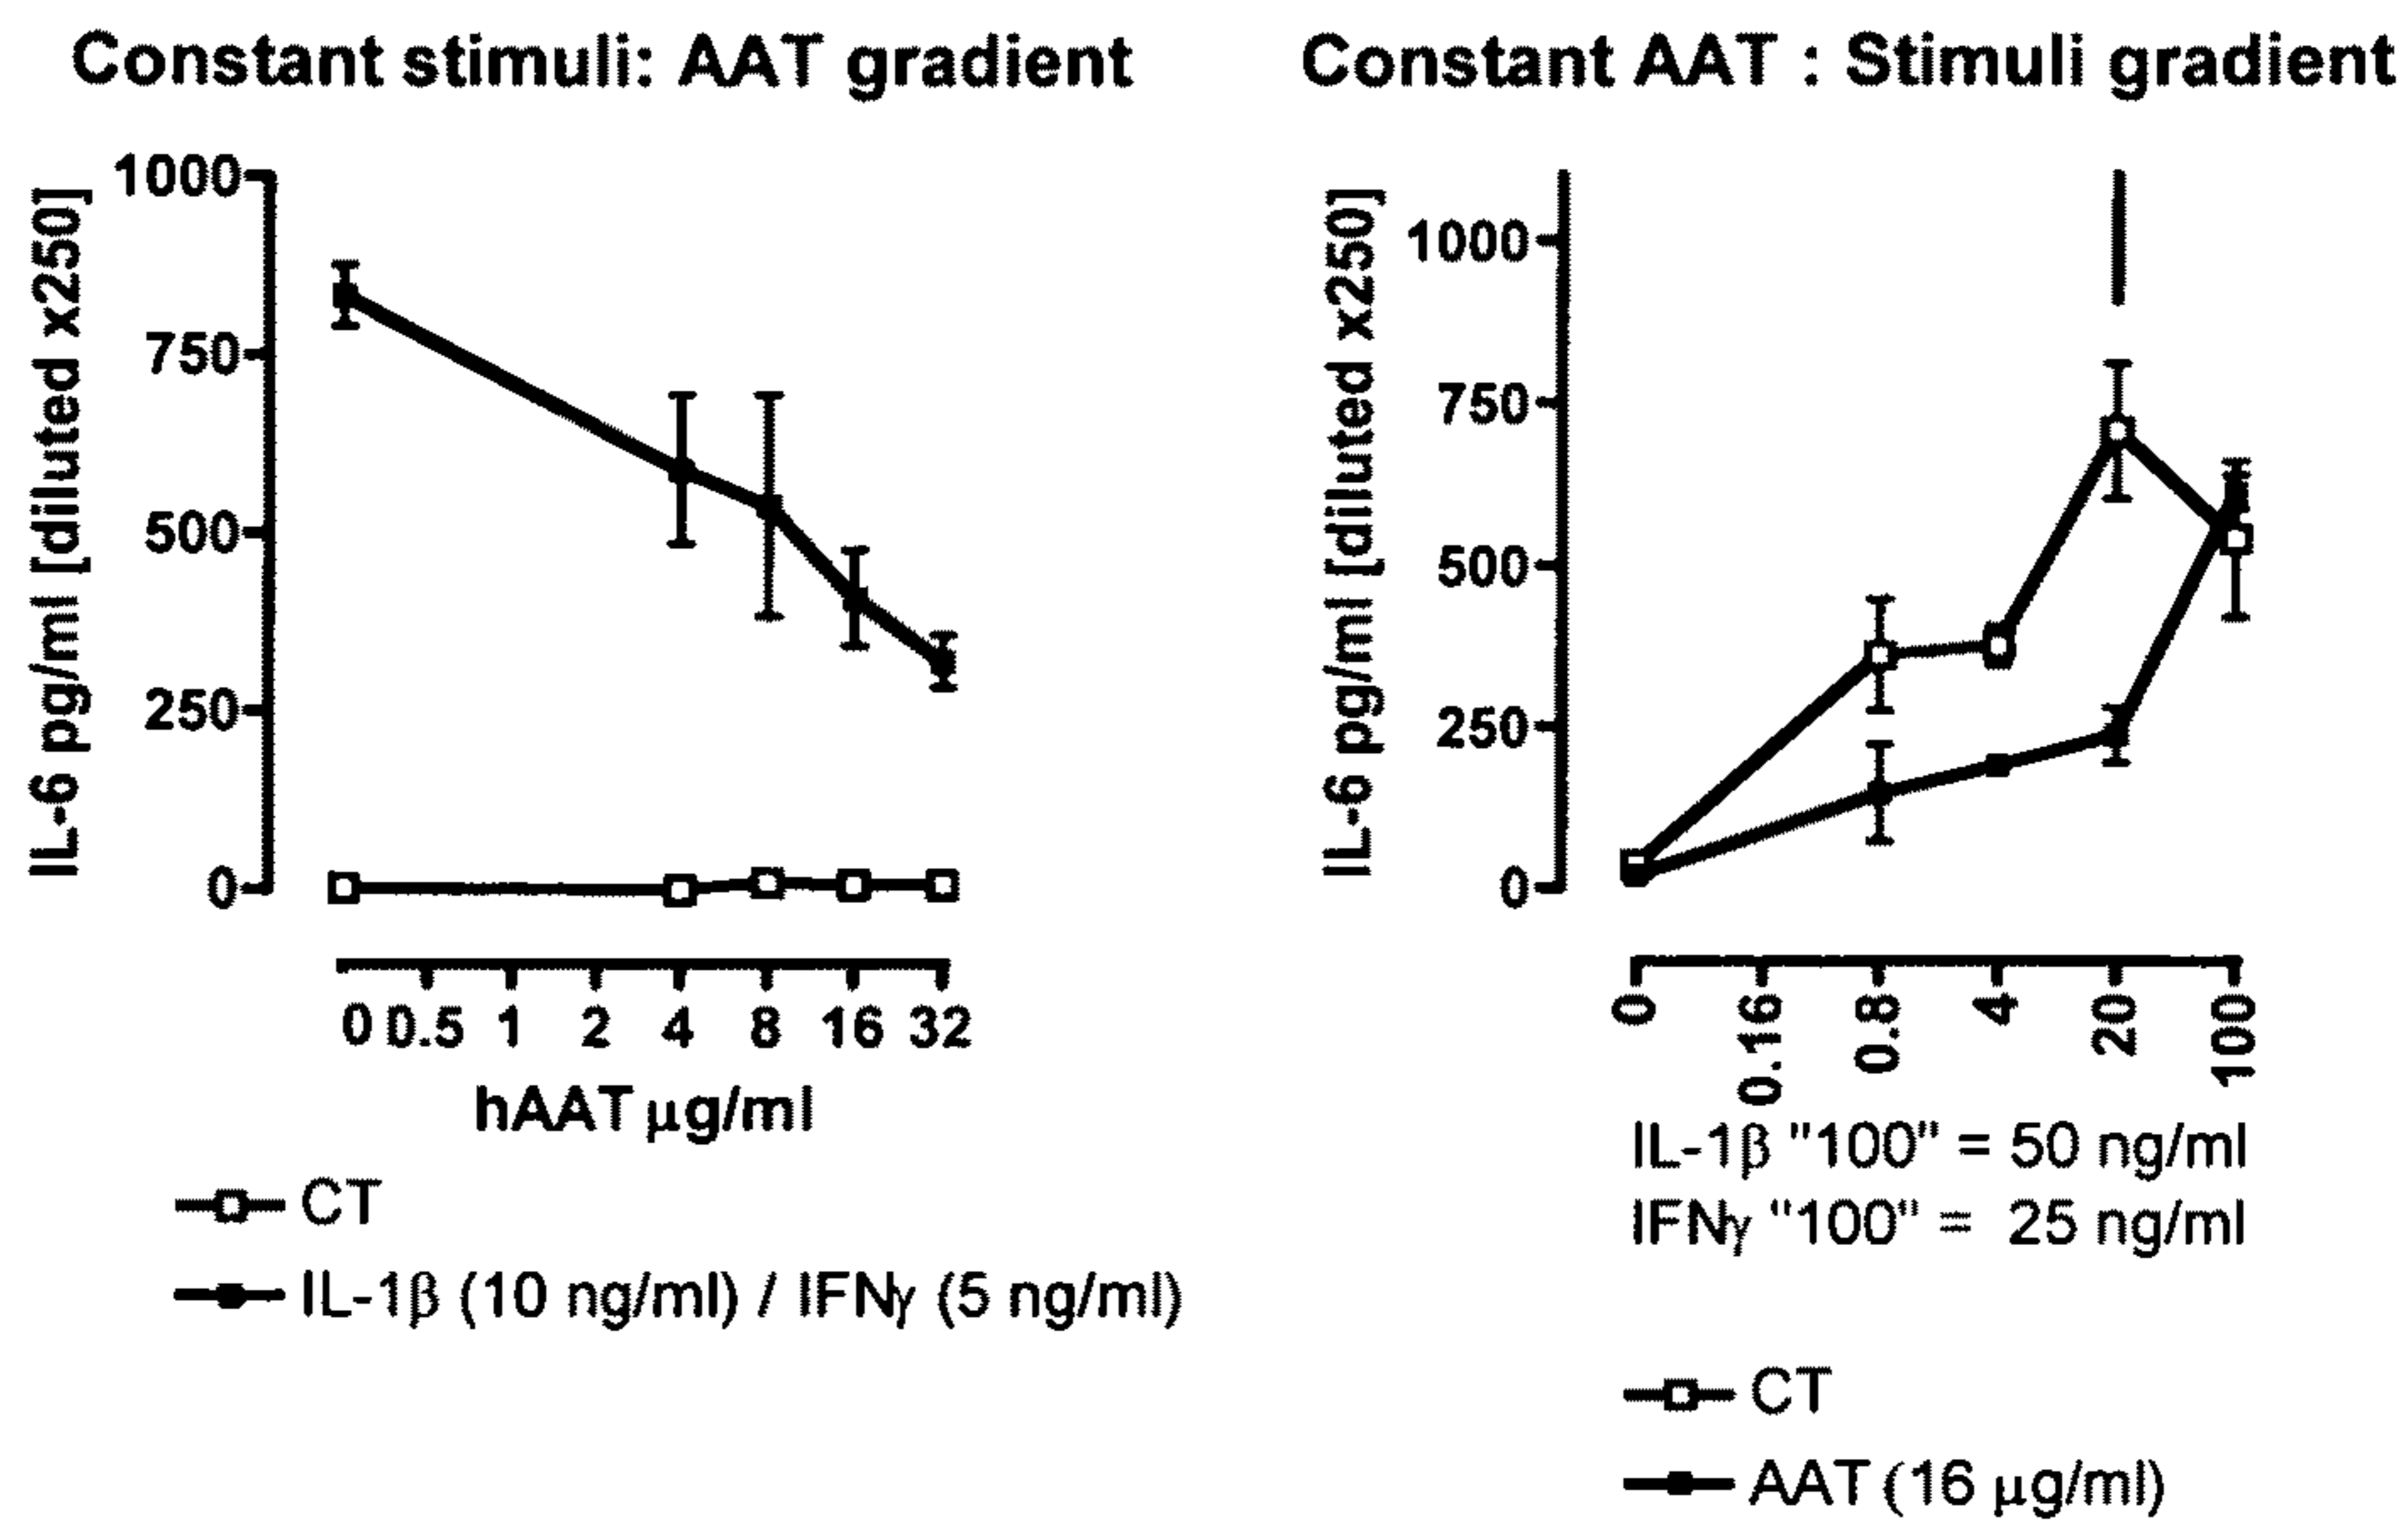 Constant stimuli: AAT gradient
IL-6 pg/ml [diluted x250]
1000
750
500
250
0
0 0.5 1 2 4 8 16 32
hAAT μg/ml
CT
IL-1β (10 ng/ml) / IFNγ (5 ng/ml)
Constant AAT : Stimuli gradient
IL-6 pg/ml [diluted x250]
1000
750
500
250
0
0 0.16 0.8 4 20 100
IL-1β "100" = 50 ng/ml
IFNγ "100" = 25 ng/ml
CT
AAT (16 μg/ml)